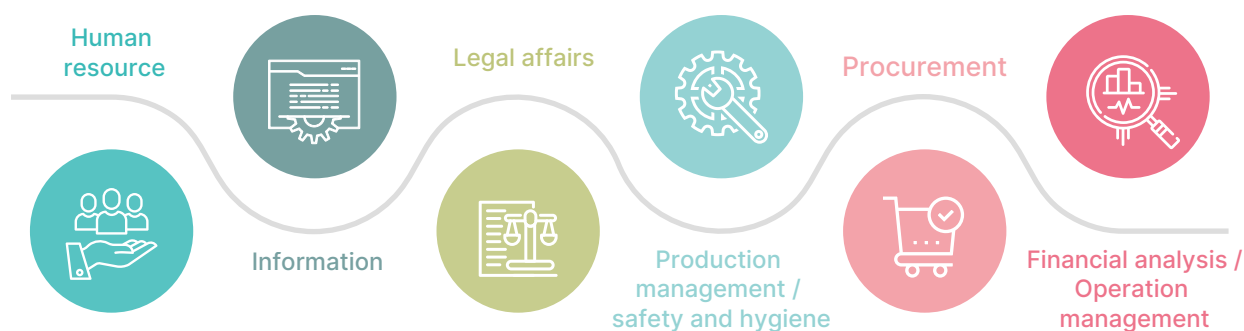 Human
resource
Information
Legal affairs
Production
management /
safety and hygiene
Procurement
Financial analysis /
Operation
management